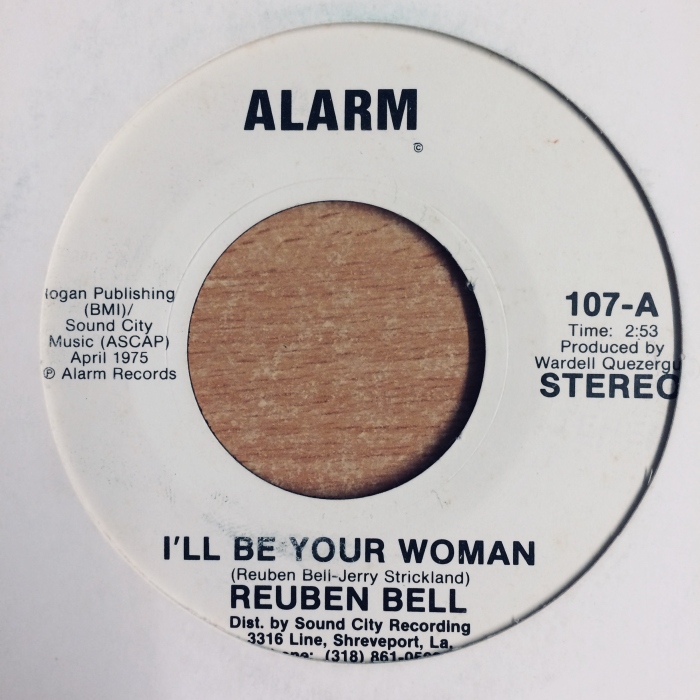 ALARM
©
Publishing
(BMI)/
Sound City
Music (ASCAP)
April 1975
℗ Alarm Records
107-A
Time: 2:53
Produced by
Wardell Quezergu
STEREO
I'LL BE YOUR WOMAN
(Reuben Bell-Jerry Strickland)
REUBEN BELL
Dist. by Sound City Recording
3316 Line, Shreveport, La.
(318)